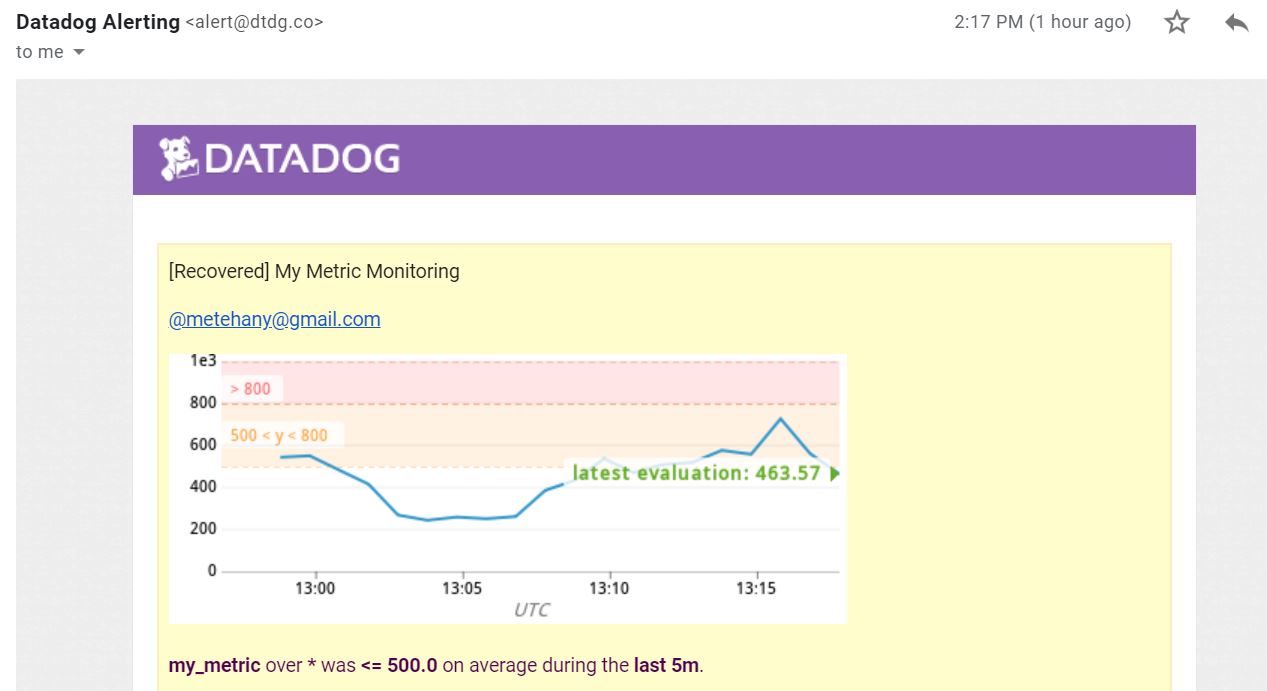 Datadog Alerting <alert@dtdg.co> 2:17 PM (1 hour ago)
to me
DATADOG
[Recovered] My Metric Monitoring
@metehany@gmail.com
1e3
> 800
800
500 < y < 800
600
latest evaluation: 463.57
400
200
0
13:00 13:05 13:10 13:15
UTC
my_metric over * was <= 500.0 on average during the last 5m.